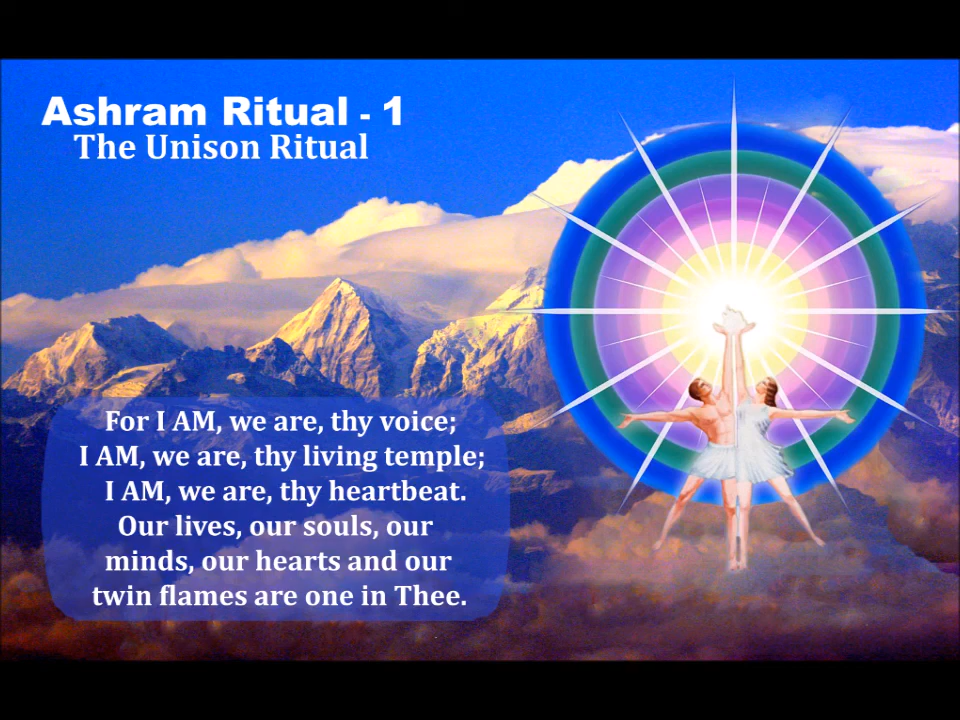 Ashram Ritual - 1
The Unison Ritual
For I AM, we are, thy voice;
I AM, we are, thy living temple;
I AM, we are, thy heartbeat.
Our lives, our souls, our
minds, our hearts and our
twin flames are one in Thee.